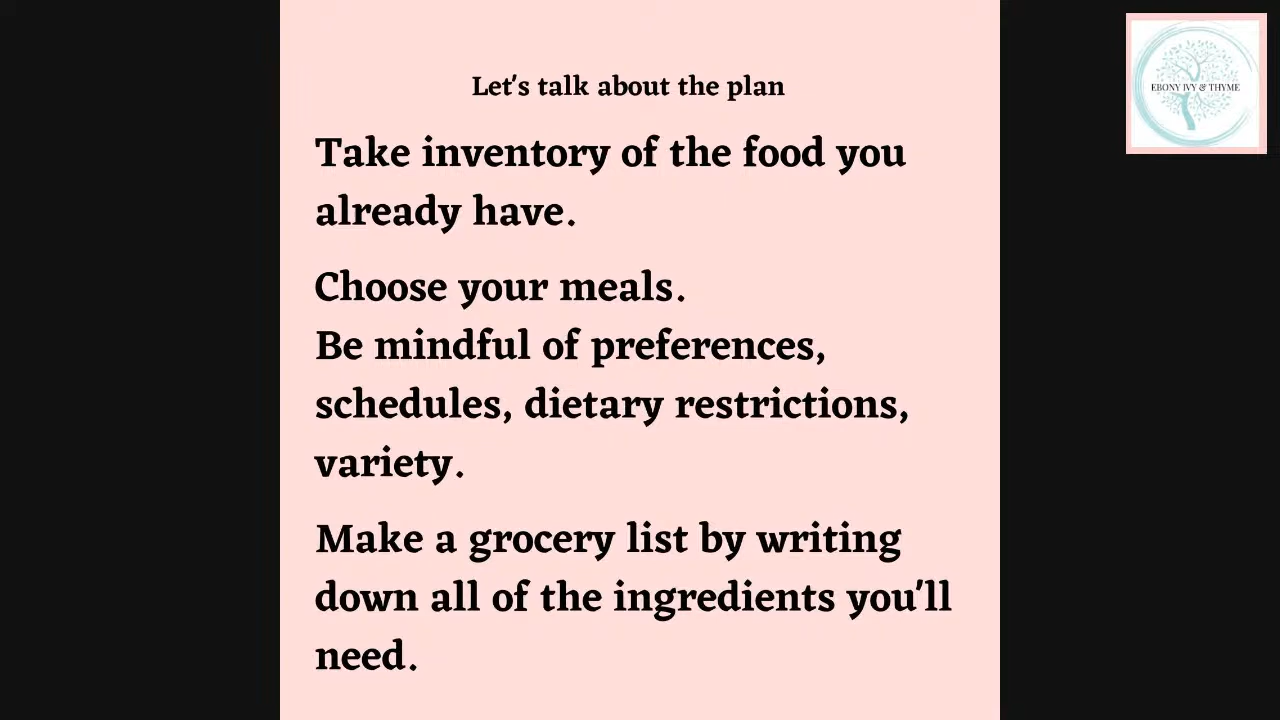 Let's talk about the plan
EBONY IVY & THYME
Take inventory of the food you
already have.
Choose your meals.
Be mindful of preferences,
schedules, dietary restrictions,
variety.
Make a grocery list by writing
down all of the ingredients you'll
need.